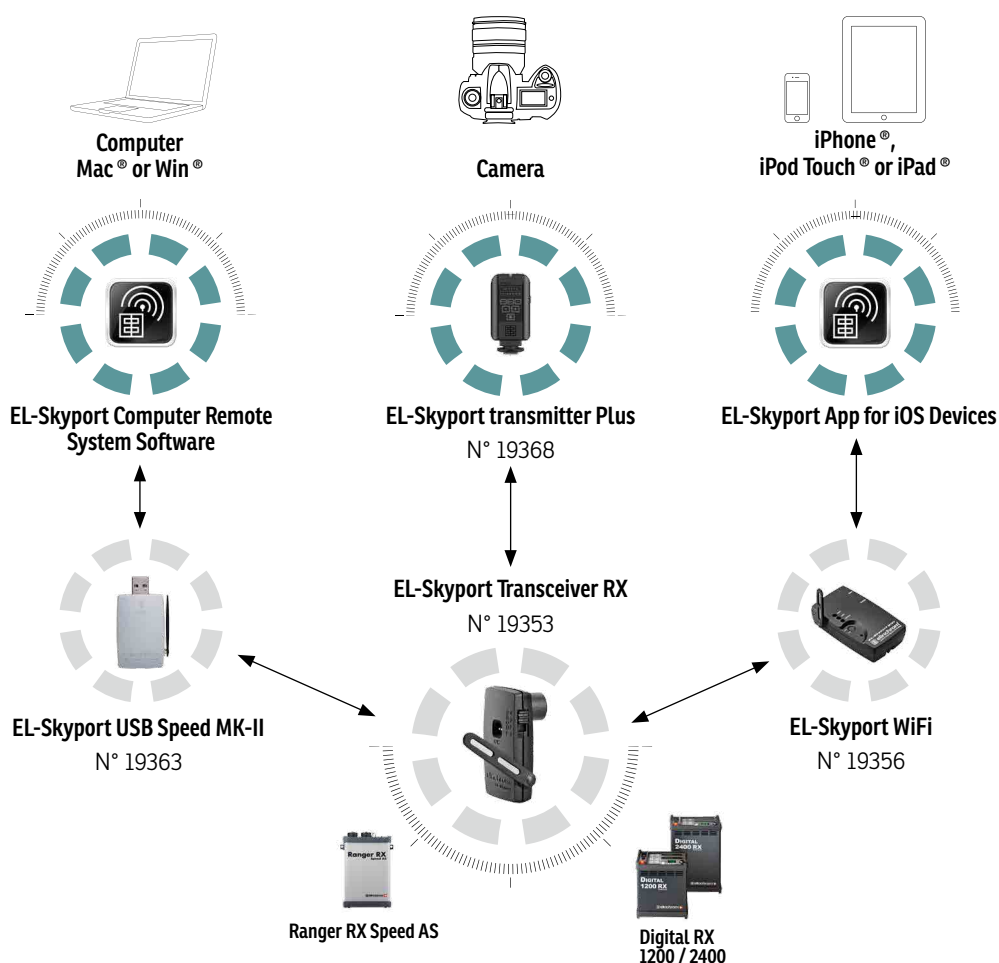 Computer
Mac ® or Win ®
Camera
iPhone ®,
iPod Touch ® or iPad ®
EL-Skyport Computer Remote
System Software
EL-Skyport transmitter Plus
N° 19368
EL-Skyport App for iOS Devices
EL-Skyport Transceiver RX
N° 19353
EL-Skyport USB Speed MK-II
N° 19363
EL-Skyport WiFi
N° 19356
Ranger RX
Speed AS
DIGITAL
2400 RX
DIGITAL
1200 RX
Ranger RX Speed AS
Digital RX
1200 / 2400